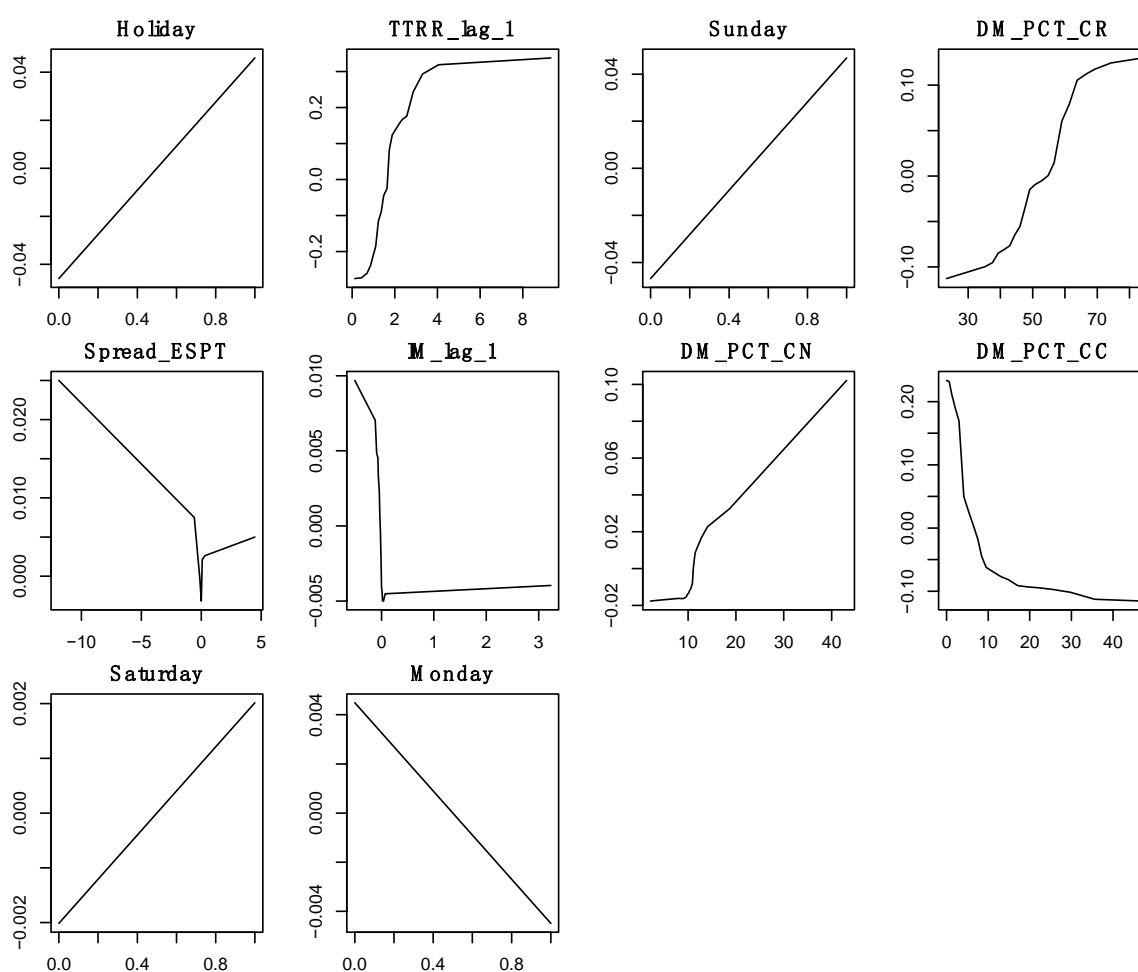 Holiday
0.04
0.00
−0.04
0.0 0.4 0.8
TTRR_lag_1
0.2
0.0
−0.2
0 2 4 6 8
Sunday
0.04
0.00
−0.04
0.0 0.4 0.8
DM_PCT_CR
0.10
0.00
−0.10
30 50 70
Spread_ESPT
0.020
0.010
0.000
−10 −5 0 5
IM_lag_1
0.010
0.005
0.000
−0.005
0 1 2 3
DM_PCT_CN
0.10
0.06
0.02
−0.02
10 20 30 40
DM_PCT_CC
0.20
0.10
0.00
−0.10
0 10 20 30 40
Saturday
0.002
0.000
−0.002
0.0 0.4 0.8
Monday
0.004
0.000
−0.004
0.0 0.4 0.8